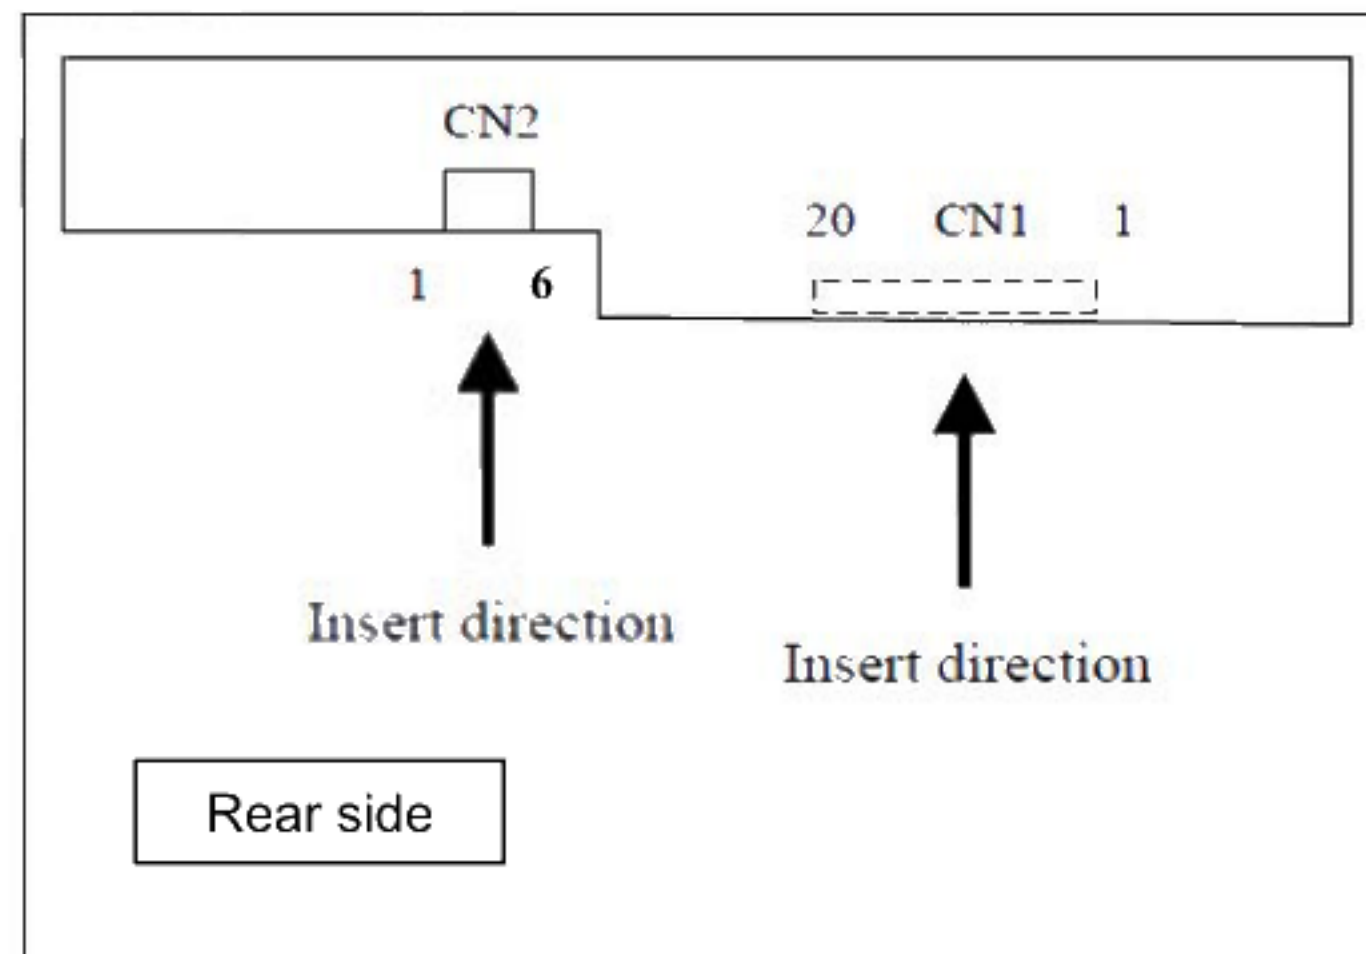 CN2
20 CN1 1
1 6
Insert direction
Insert direction
Rear side